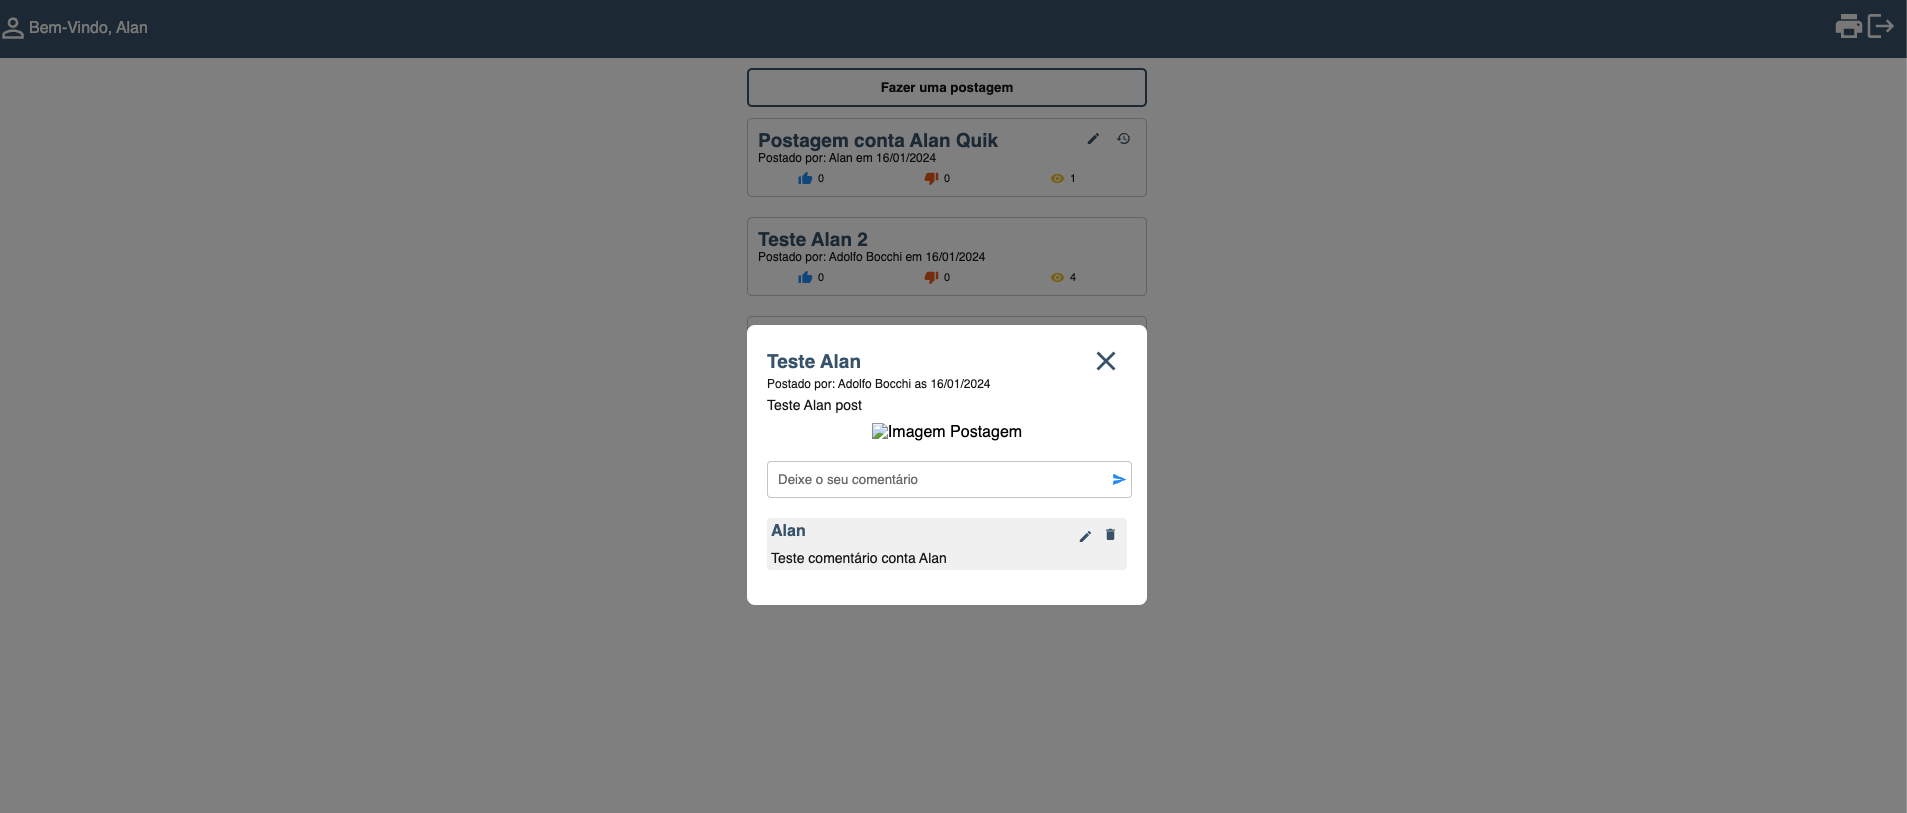 Bem-Vindo, Alan
Fazer uma postagem
Postagem conta Alan Quik
Postado por: Alan em 16/01/2024
0 0 1
Teste Alan 2
Postado por: Adolfo Bocchi em 16/01/2024
0 0 4
Teste Alan
Postado por: Adolfo Bocchi as 16/01/2024
Teste Alan post
Imagem Postagem
Deixe o seu comentário
Alan
Teste comentário conta Alan